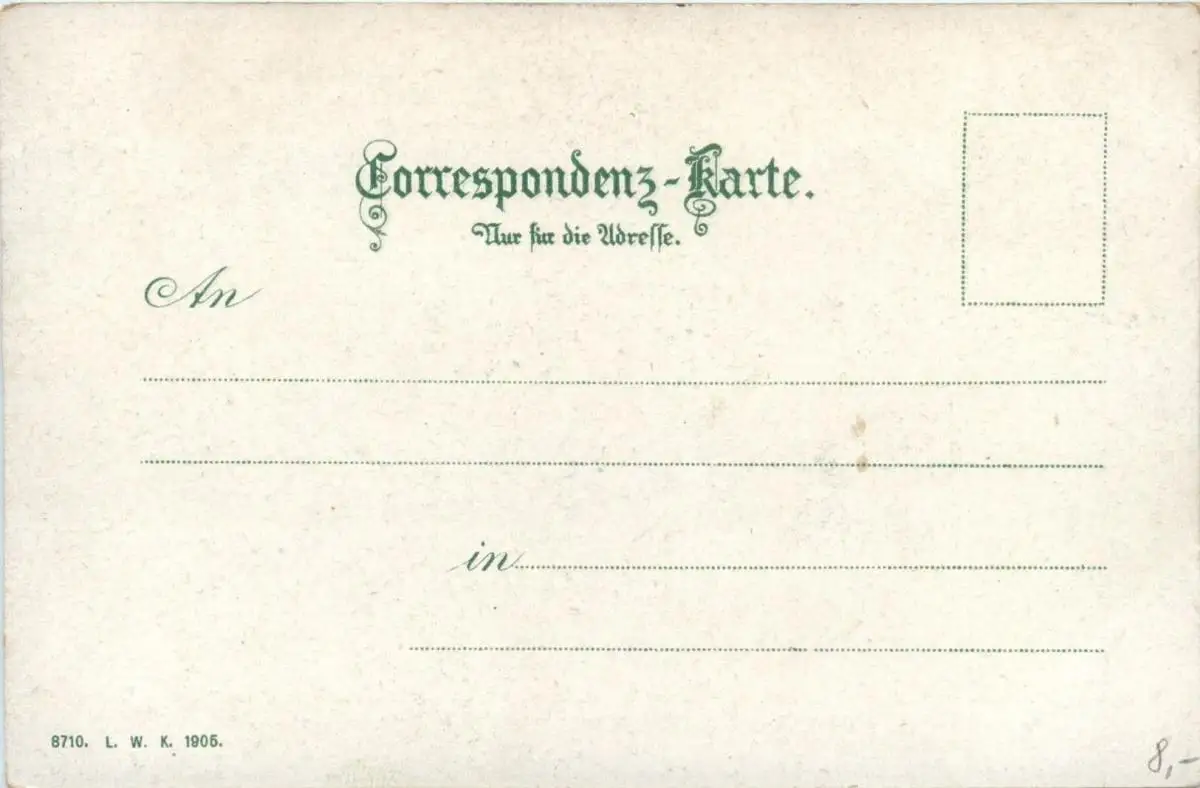 Correspondenz-Karte.
Nur für die Adresse.
An
in
8710. L. W. K. 1905.
8,-